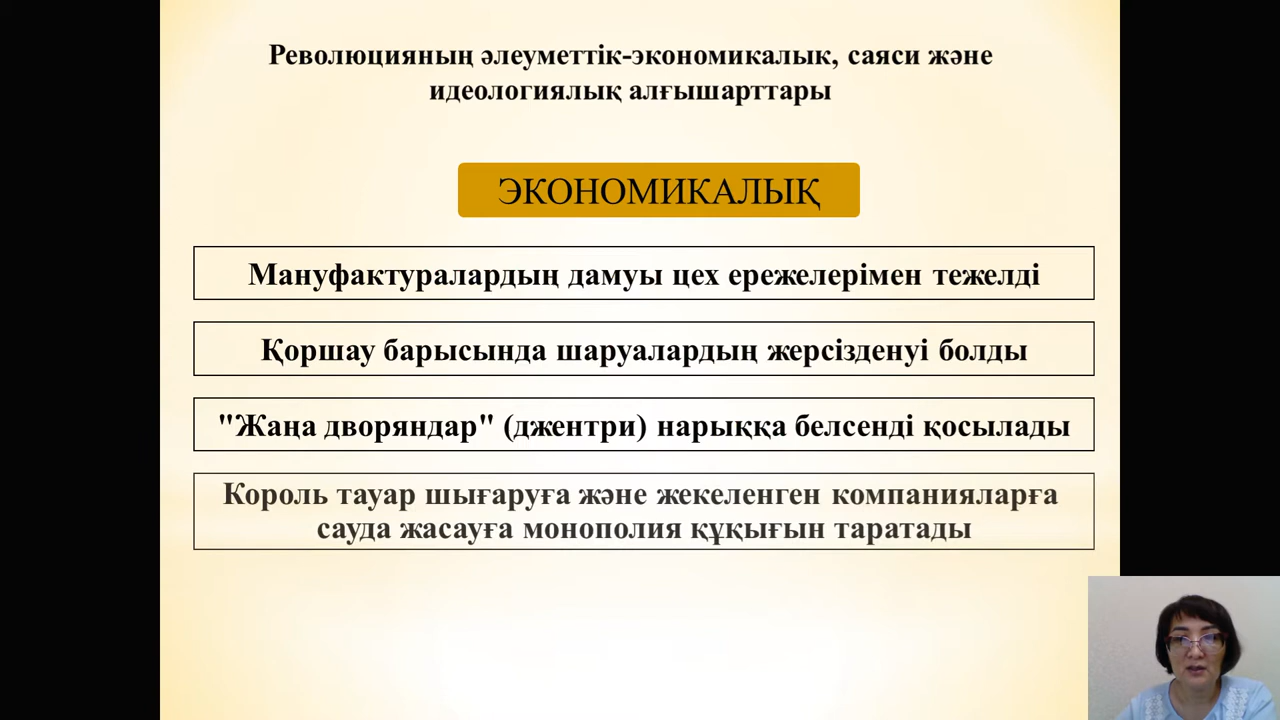 Революцияның әлеуметтік-экономикалык, саяси және
идеологиялық алғышарттары
ЭКОНОМИКАЛЫҚ
Мануфактуралардың дамуы цех ережелерімен тежелді
Қоршау барысында шаруалардың жерсізденуі болды
"Жаңа дворяндар" (джентри) нарыққа белсенді қосылады
Король тауар шығаруға және жекеленген компанияларға
сауда жасауға монополия құқығын таратады